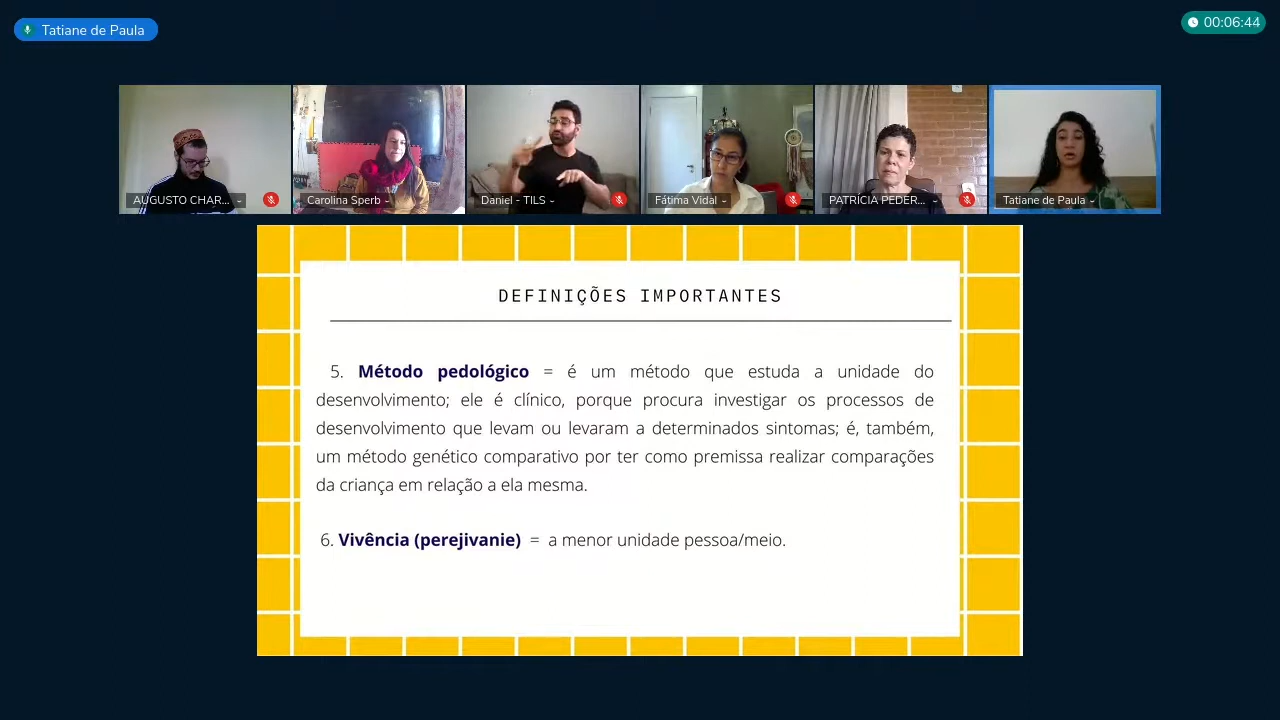 Tatiane de Paula
00:06:44
AUGUSTO CHAR...
Carolina Sperb
Daniel - TILS
Fátima Vidal
PATRÍCIA PEDER...
Tatiane de Paula
DEFINIÇÕES IMPORTANTES
5. Método pedológico = é um método que estuda a unidade do
desenvolvimento; ele é clínico, porque procura investigar os processos de
desenvolvimento que levam ou levaram a determinados sintomas; é, também,
um método genético comparativo por ter como premissa realizar comparações
da criança em relação a ela mesma.
6. Vivência (perejivanie) = a menor unidade pessoa/meio.